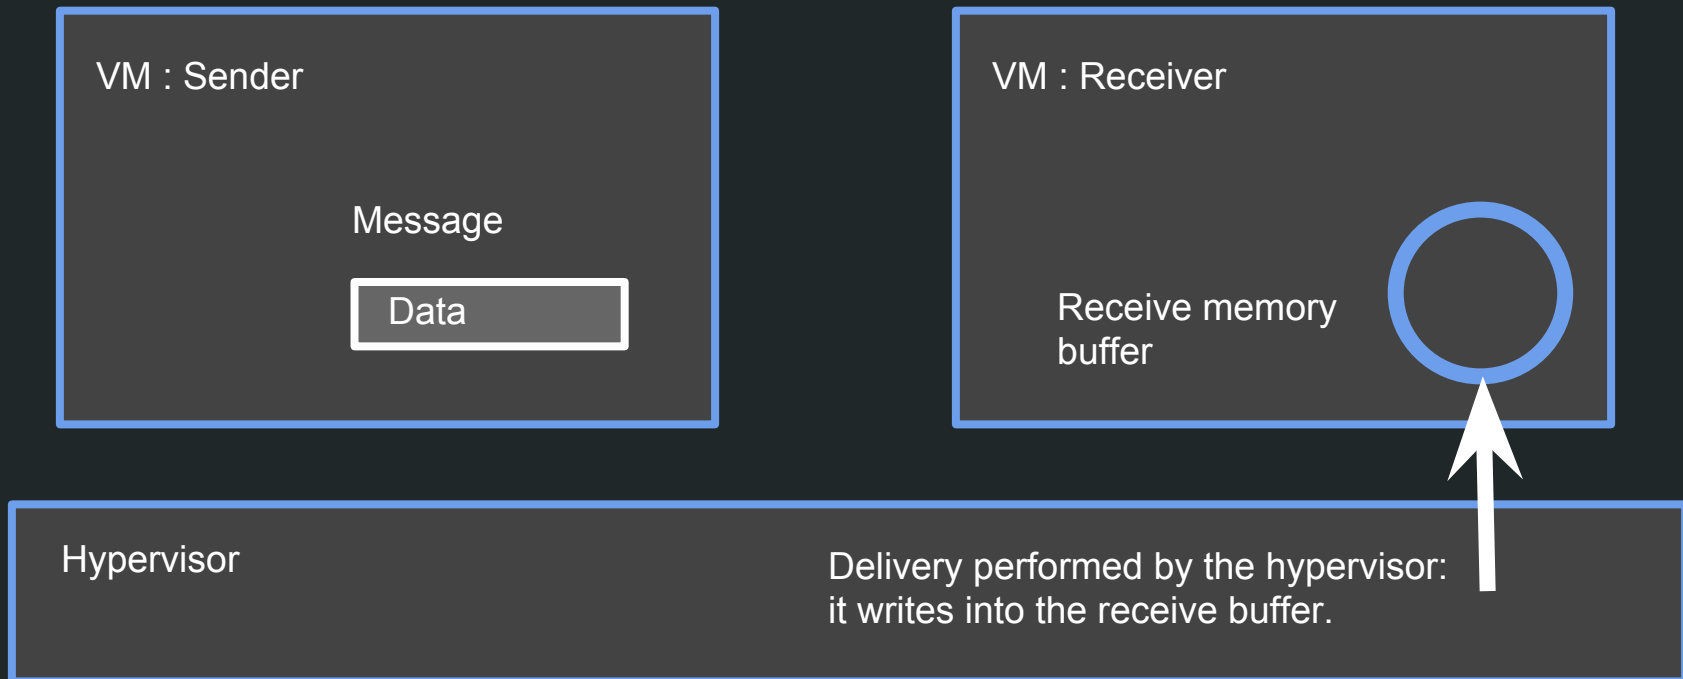 VM : Sender
Message
Data
VM : Receiver
Receive memory
buffer
Hypervisor
Delivery performed by the hypervisor:
it writes into the receive buffer.